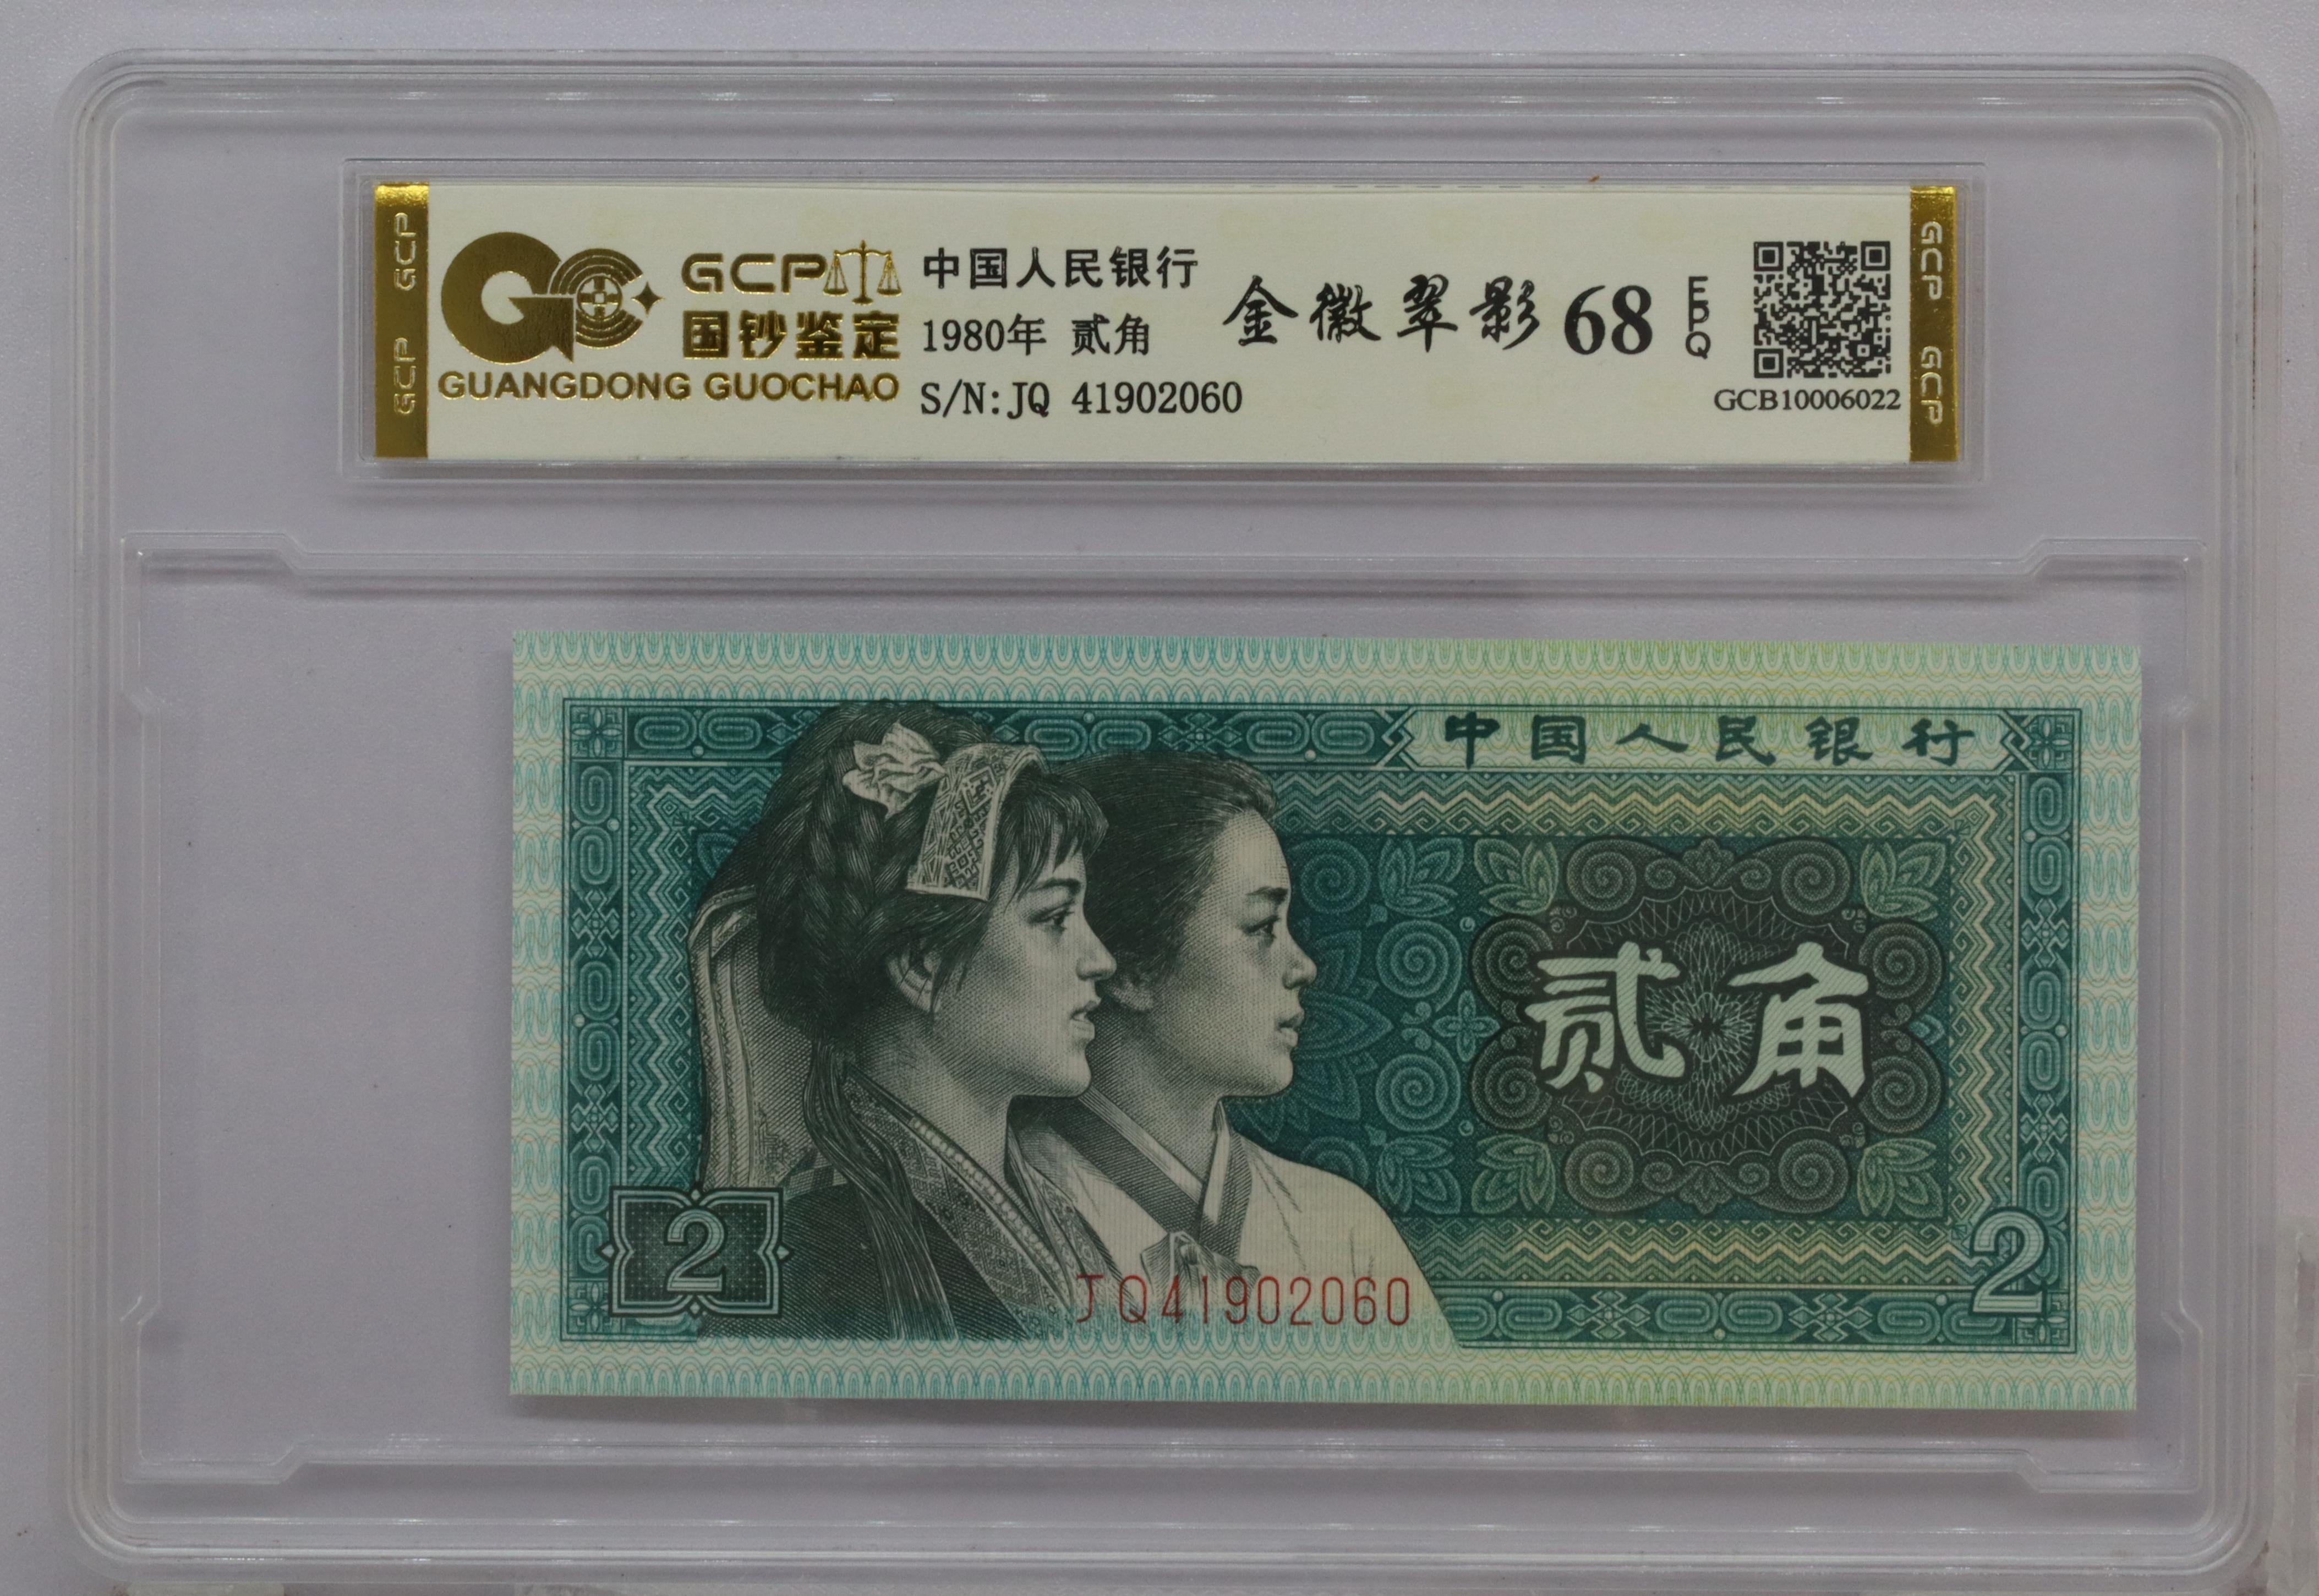 GCP GCP
GCP
国钞鉴定
GUANGDONG GUOCHAO
中国人民银行
1980年 贰角
S/N:JQ 41902060
金徽翠影 68 EPQ
GCB10006022
GCP GCP
中国人民银行
贰角
2
JQ41902060
2